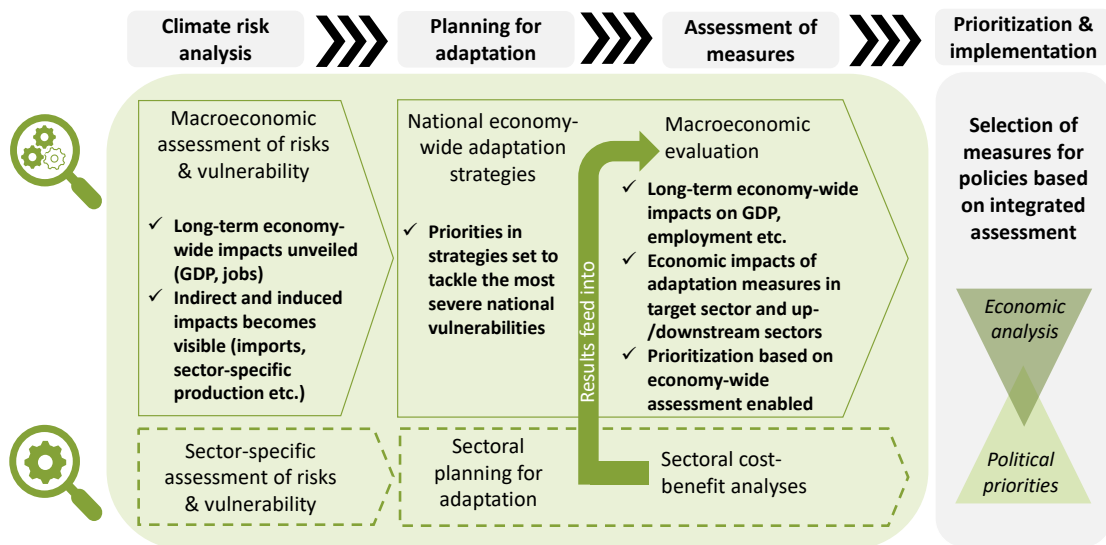 Climate risk
analysis
Planning for
adaptation
Assessment of
measures
Prioritization &
implementation
Macroeconomic
assessment of risks
& vulnerability
✓ Long-term economy-
wide impacts unveiled
(GDP, jobs)
✓ Indirect and induced
impacts becomes
visible (imports,
sector-specific
production etc.)
National economy-
wide adaptation
strategies
✓ Priorities in
strategies set to
tackle the most
severe national
vulnerabilities
Results feed into
Macroeconomic
evaluation
✓ Long-term economy-wide
impacts on GDP,
employment etc.
✓ Economic impacts of
adaptation measures in
target sector and up-
/downstream sectors
✓ Prioritization based on
economy-wide
assessment enabled
Selection of
measures for
policies based
on integrated
assessment
Economic
analysis
Political
priorities
Sector-specific
assessment of risks
& vulnerability
Sectoral
planning for
adaptation
Sectoral cost-
benefit analyses